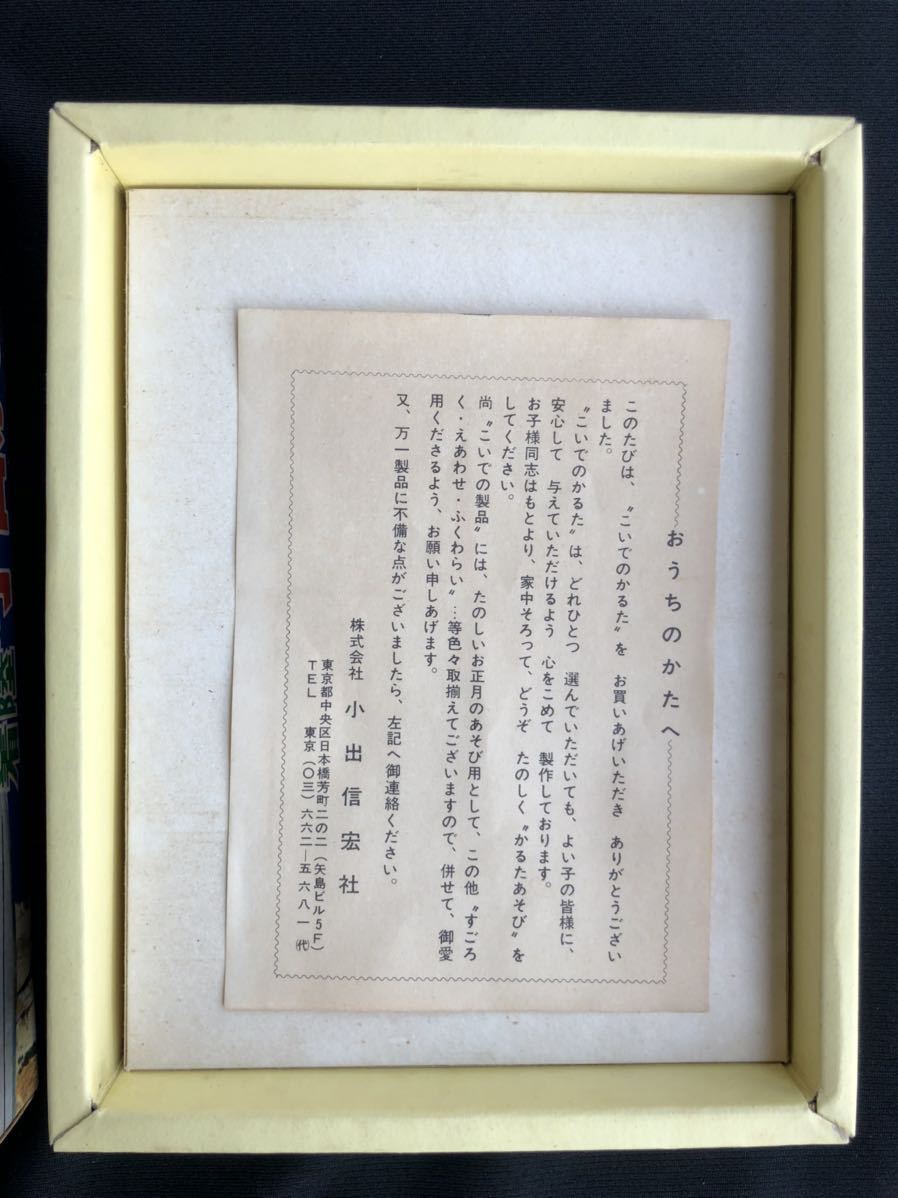 おうちのかたへ
このたびは、〝こいでのかるた〟を　お買いあげいただき　ありがとうござい
ました。
〝こいでのかるた〟は、どれひとつ　選んでいただいても、よい子の皆様に、
安心して　与えていただけるよう　心をこめて　製作しております。
お子様同志はもとより、家中そろって、どうぞ　たのしく〝かるたあそび〟を
してください。
尚〝こいでの製品〟には、たのしいお正月のあそび用として、この他〝すごろ
く・えあわせ・ふくわらい〟…等色々取揃えてございますので、併せて、御愛
用くださるよう、お願い申しあげます。
又、万一製品に不備な点がございましたら、左記へ御連絡ください。
株式会社　小出信宏社
東京都中央区日本橋芳町二の二（矢島ビル5F）
TEL　東京（〇三）六六二―五六八一㈹